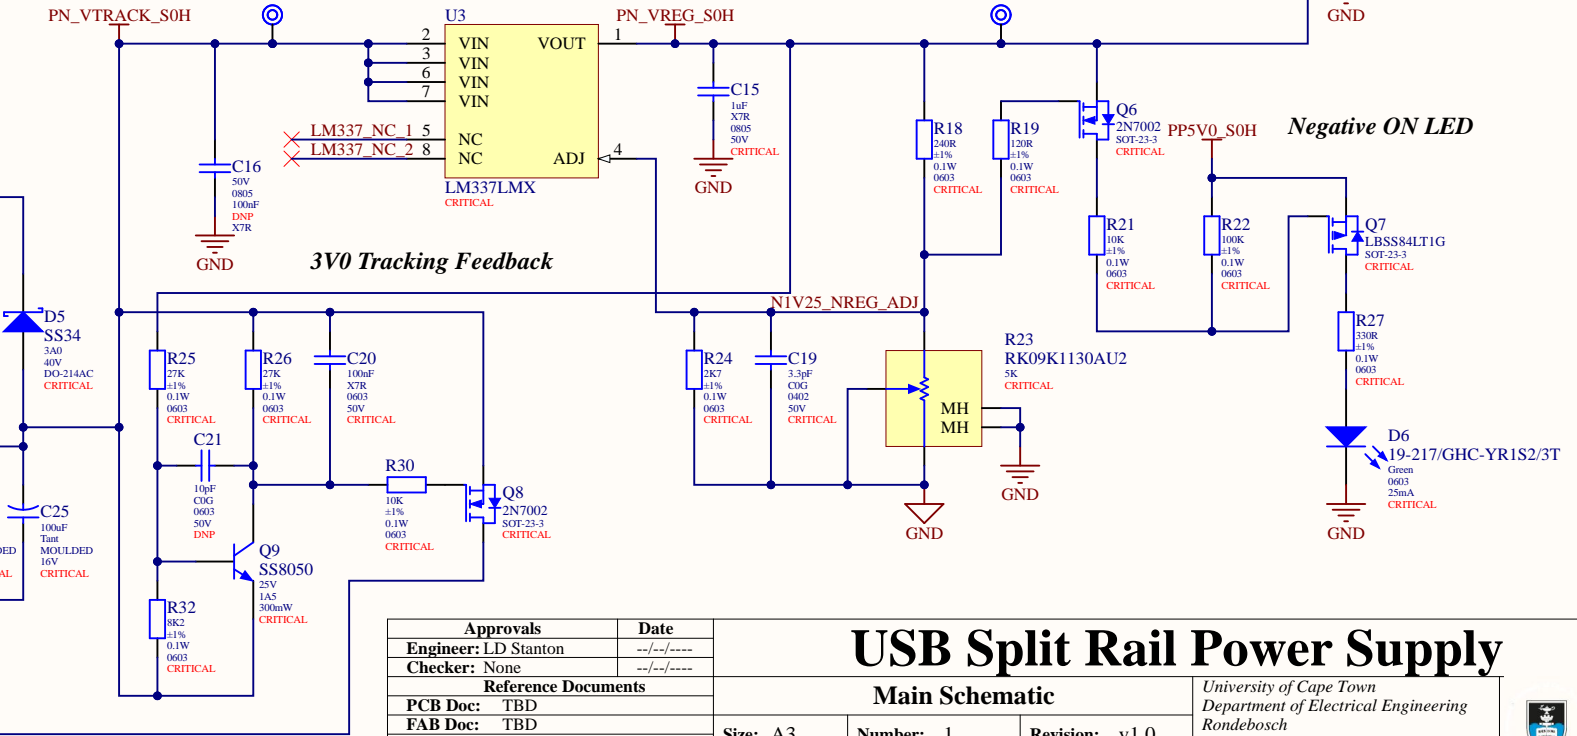 PN_VTRACK_S0H
U3
PN_VREG_S0H
GND
2 VIN VOUT 1
3 VIN
6 VIN
7 VIN
LM337_NC_1 5 NC
LM337_NC_2 8 NC ADJ 4
LM337LMX
CRITICAL
C16
50V
0805
100nF
DNP
X7R
GND
C15
1uF
X7R
0805
50V
CRITICAL
GND
R18
240R
±1%
0.1W
0603
CRITICAL
R19
120R
±1%
0.1W
0603
CRITICAL
Q6
2N7002
SOT-23-3
CRITICAL
PP5V0_S0H
Negative ON LED
R21
10K
±1%
0.1W
0603
CRITICAL
R22
100K
±1%
0.1W
0603
CRITICAL
Q7
LBSS84LT1G
SOT-23-3
CRITICAL
3V0 Tracking Feedback
N1V25_NREG_ADJ
D5
SS34
3A0
40V
DO-214AC
CRITICAL
R25
27K
±1%
0.1W
0603
CRITICAL
R26
27K
±1%
0.1W
0603
CRITICAL
C20
100nF
X7R
0603
50V
CRITICAL
R24
2K7
±1%
0.1W
0603
CRITICAL
C19
3.3pF
C0G
0402
50V
CRITICAL
R23
RK09K1130AU2
5K
CRITICAL
MH
MH
GND
GND
R27
330R
±1%
0.1W
0603
CRITICAL
D6
19-217/GHC-YR1S2/3T
Green
0603
25mA
CRITICAL
GND
C21
10pF
C0G
0603
50V
DNP
R30
10K
±1%
0.1W
0603
CRITICAL
Q8
2N7002
SOT-23-3
CRITICAL
C25
100uF
Tant
MOULDED
16V
CRITICAL
DED
AL
Q9
SS8050
25V
1A5
300mW
CRITICAL
R32
8K2
±1%
0.1W
0603
CRITICAL
Approvals Date
Engineer: LD Stanton --/--/----
Checker: None --/--/----
Reference Documents
PCB Doc: TBD
FAB Doc: TBD
USB Split Rail Power Supply
Main Schematic
Size: A3 Number: 1 Revision: v1.0
University of Cape Town
Department of Electrical Engineering
Rondebosch